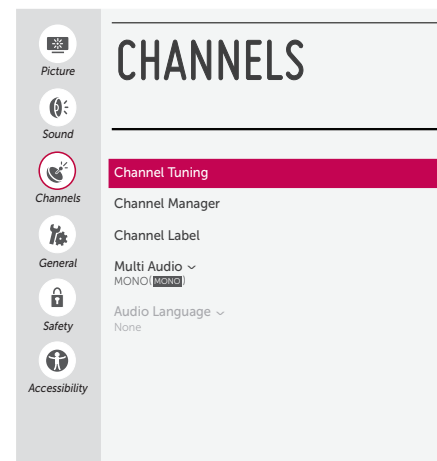 Picture
Sound
Channels
General
Safety
Accessibility
CHANNELS
Channel Tuning
Channel Manager
Channel Label
Multi Audio
MONO(MONO)
Audio Language
None